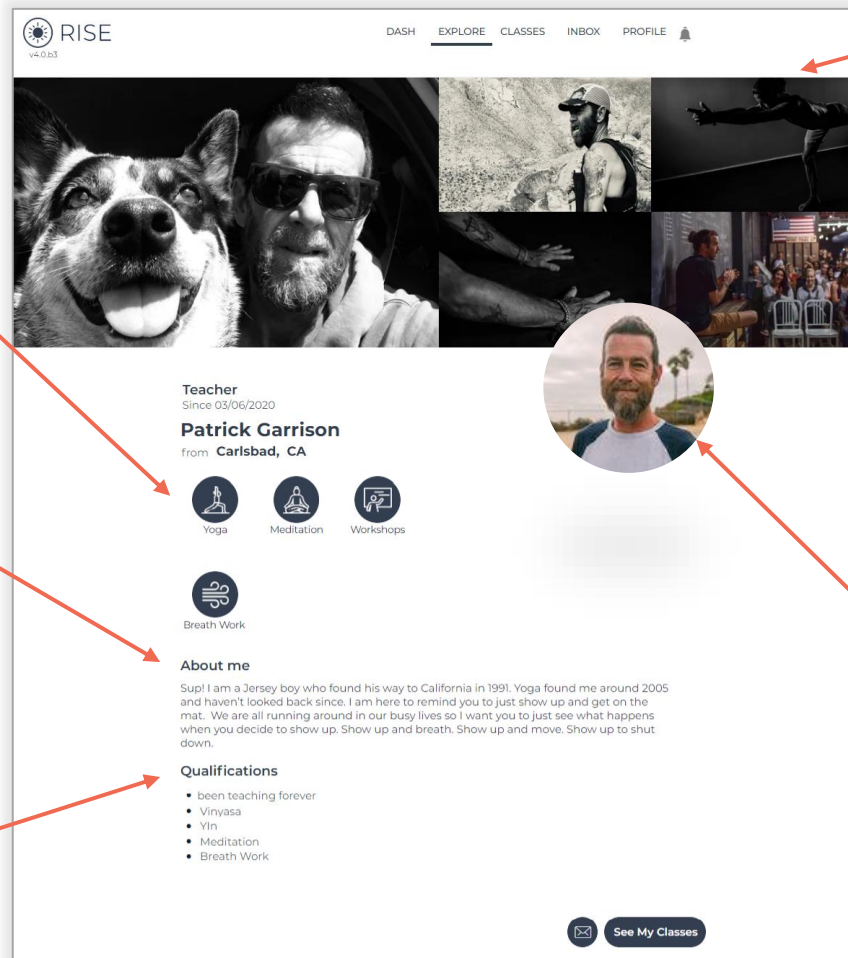 RISE
v4.0.b3
DASH EXPLORE CLASSES INBOX PROFILE
Teacher
Since 03/06/2020
Patrick Garrison
from Carlsbad, CA
Yoga Meditation Workshops
Breath Work
About me
Sup! I am a Jersey boy who found his way to California in 1991. Yoga found me around 2005
and haven't looked back since. I am here to remind you to just show up and get on the
mat. We are all running around in our busy lives so I want you to just see what happens
when you decide to show up. Show up and breath. Show up and move. Show up to shut
down.
Qualifications
• been teaching forever
• Vinyasa
• YIn
• Meditation
• Breath Work
See My Classes